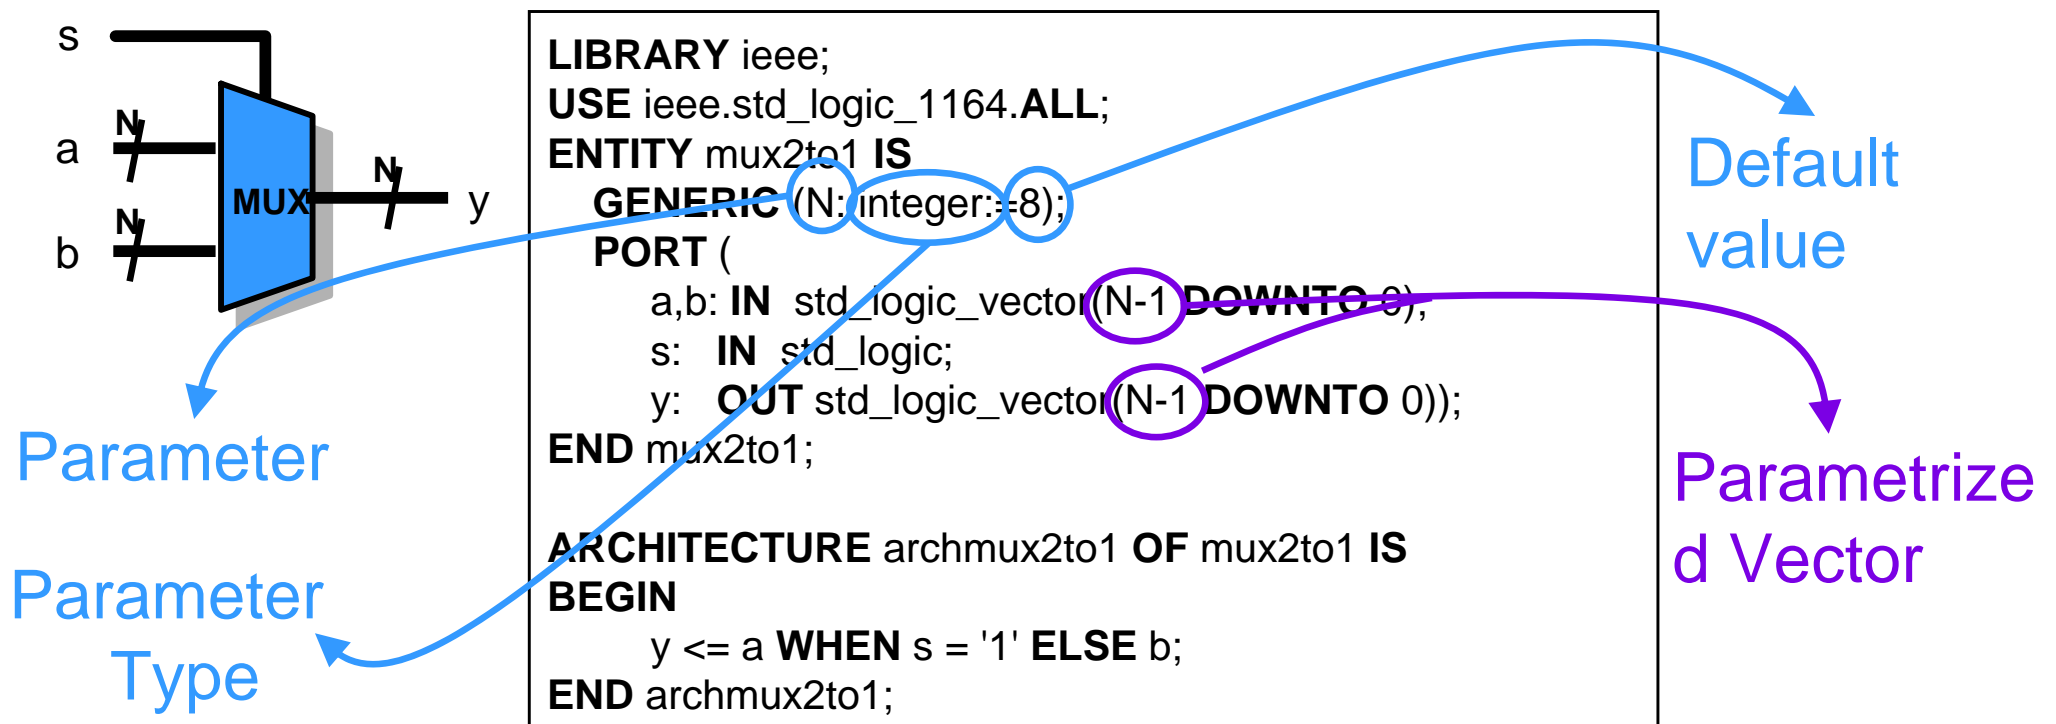 s
N
a
N
b
MUX
N
y
LIBRARY ieee;
USE ieee.std_logic_1164.ALL;
ENTITY mux2to1 IS
GENERIC (N: integer:=8);
PORT (
a,b: IN std_logic_vector(N-1 DOWNTO 0);
s: IN std_logic;
y: OUT std_logic_vector(N-1 DOWNTO 0));
END mux2to1;
ARCHITECTURE archmux2to1 OF mux2to1 IS
BEGIN
y <= a WHEN s = '1' ELSE b;
END archmux2to1;
Parameter
Parameter
Type
Default
value
Parametrize
d Vector